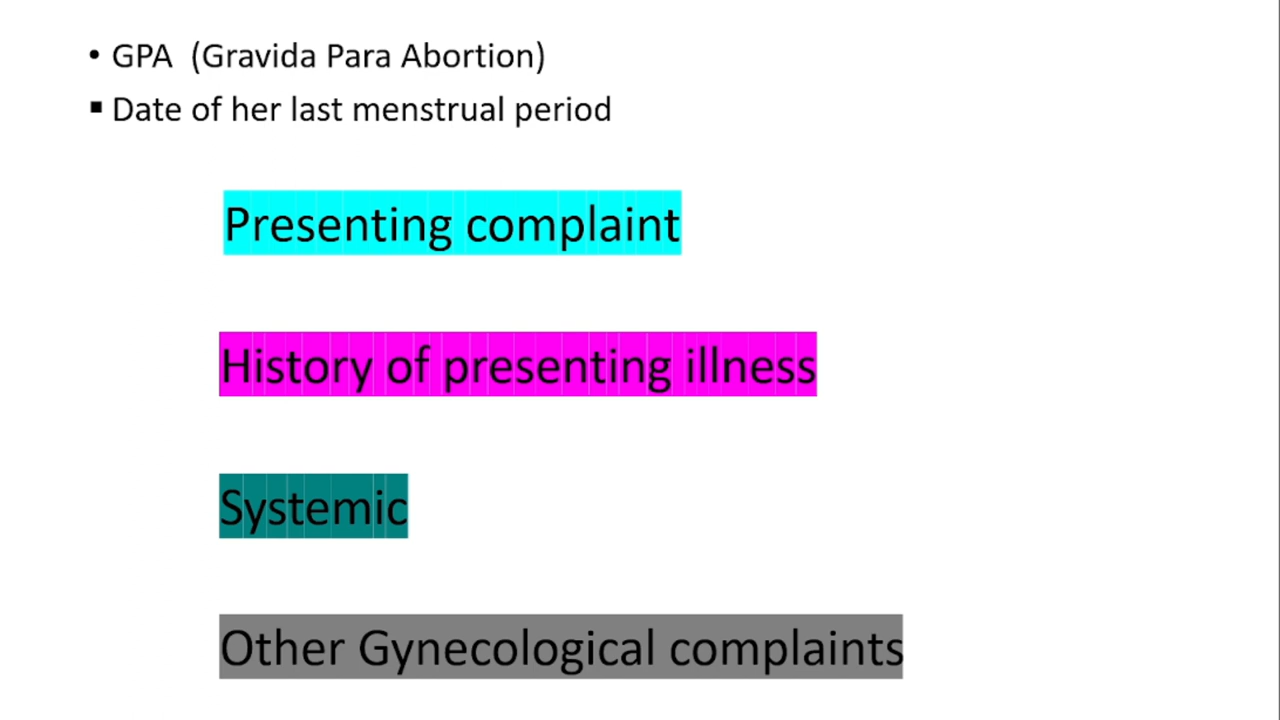 • GPA  (Gravida Para Abortion)
▪ Date of her last menstrual period
Presenting complaint
History of presenting illness
Systemic
Other Gynecological complaints